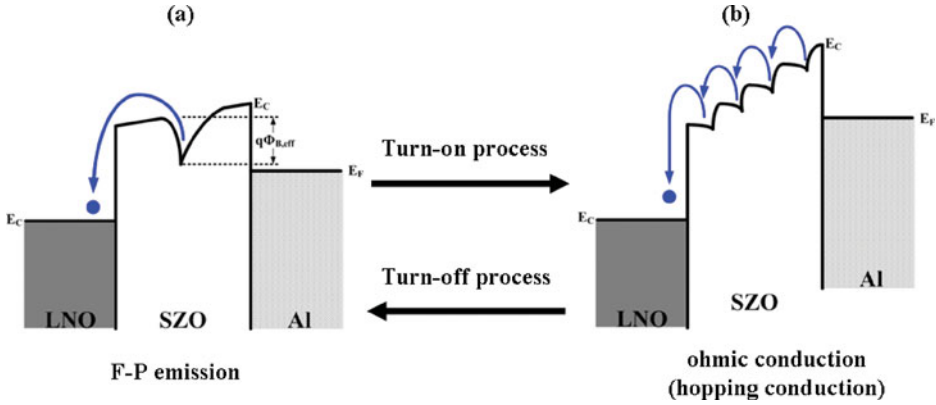 (a)
E_C
qΦ_B,eff
E_F
E_C
LNO
SZO
Al
F-P emission
Turn-on process
Turn-off process
(b)
E_C
E_F
E_C
Al
SZO
LNO
ohmic conduction
(hopping conduction)